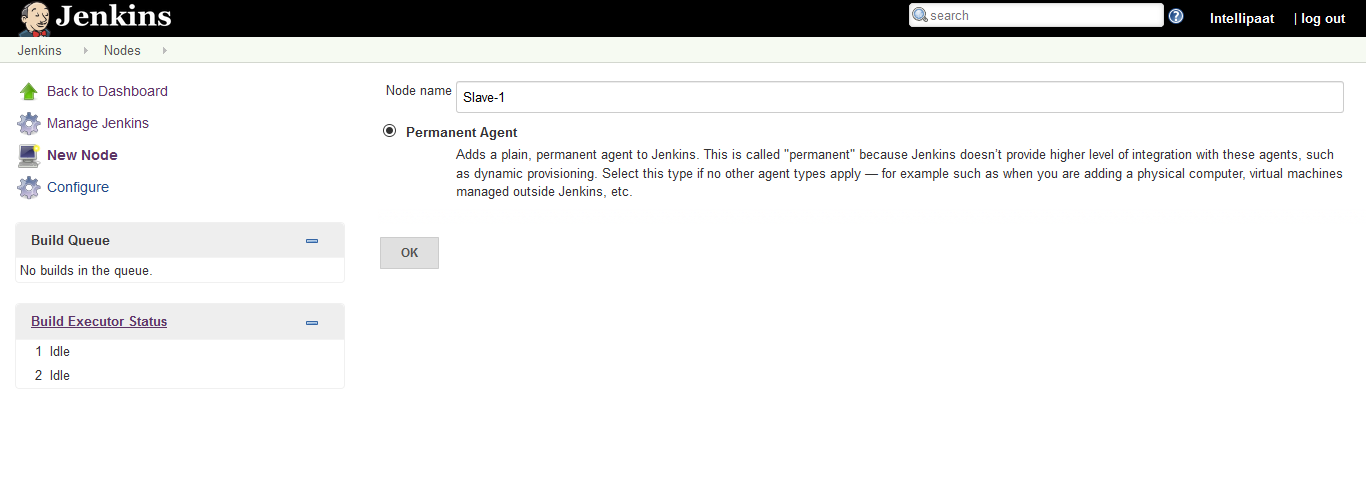 Jenkins
search
Intellipaat
| log out
Jenkins
Nodes
Back to Dashboard
Manage Jenkins
New Node
Configure
Build Queue
No builds in the queue.
Build Executor Status
1 Idle
2 Idle
Node name Slave-1
Permanent Agent
Adds a plain, permanent agent to Jenkins. This is called "permanent" because Jenkins doesn't provide higher level of integration with these agents, such
as dynamic provisioning. Select this type if no other agent types apply — for example such as when you are adding a physical computer, virtual machines
managed outside Jenkins, etc.
OK